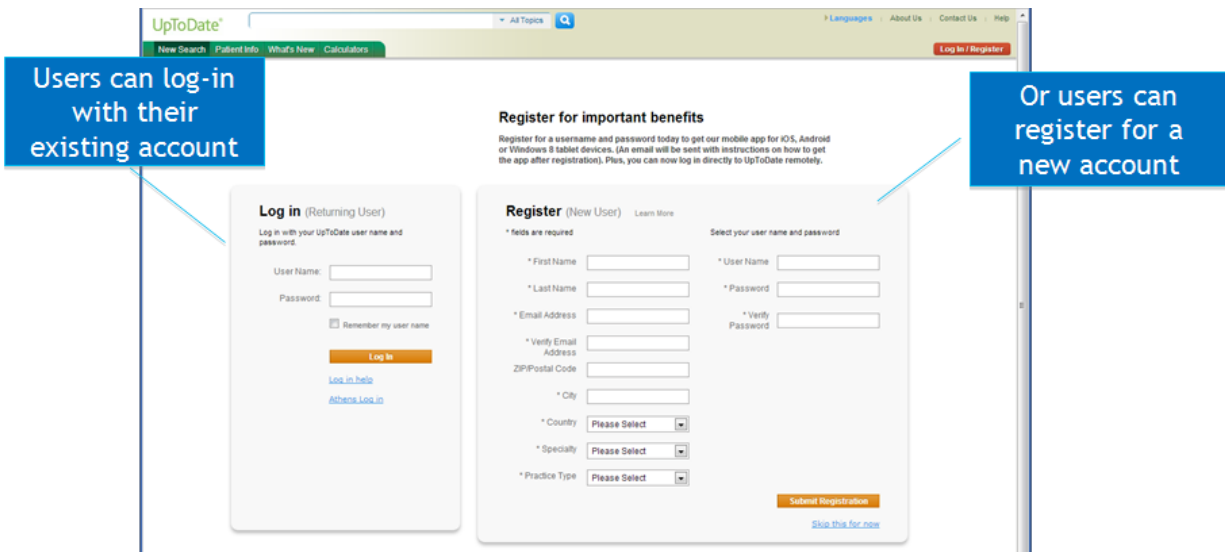 UpToDate®
All Topics
Languages
About Us
Contact Us
Help
New Search Patient Info What's New Calculators
Log In / Register
Users can log-in
with their
existing account
Or users can
register for a
new account
Register for important benefits
Register for a username and password today to get our mobile app for iOS, Android
or Windows 8 tablet devices. (An email will be sent with instructions on how to get
the app after registration). Plus, you can now log in directly to UpToDate remotely.
Log in (Returning User)
Log in with your UpToDate user name and
password.
User Name:
Password:
Remember my user name
Log In
Log in help
Athens Log in
Register (New User) Learn More
* fields are required
* First Name
* Last Name
* Email Address
* Verify Email
Address
ZIP/Postal Code
* City
* Country Please Select
* Specialty Please Select
* Practice Type Please Select
Select your user name and password
* User Name
* Password
* Verify
Password
Submit Registration
Skip this for now